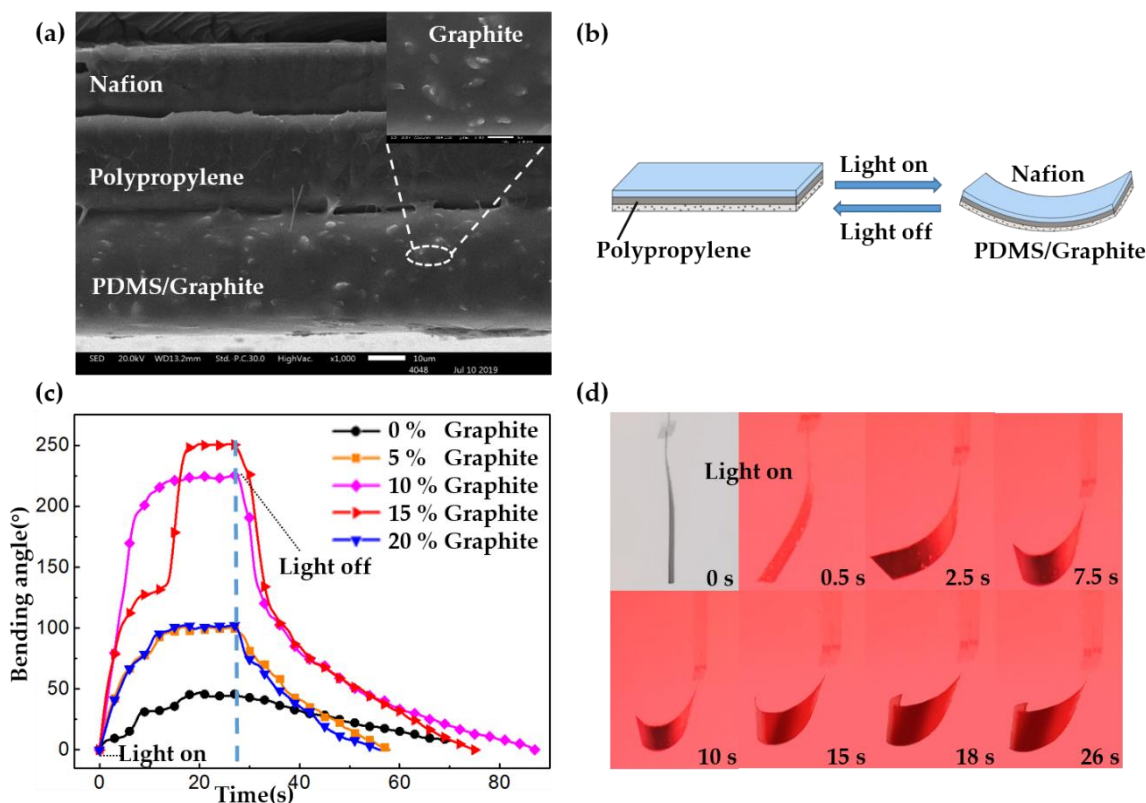 (a)
Graphite
Nafion
Polypropylene
PDMS/Graphite
SED 20.0kV WD13.2mm Std.-P.C.30.0 HighVac. x1,000 10μm
4048 Jul 10 2019
(b)
Light on
Light off
Nafion
Polypropylene
PDMS/Graphite
(c)
Bending angle(°)
250
200
150
100
50
0
0 % Graphite
5 % Graphite
10 % Graphite
15 % Graphite
20 % Graphite
Light off
Light on
0 20 40 60 80
Time(s)
(d)
Light on
0 s 0.5 s 2.5 s 7.5 s
10 s 15 s 18 s 26 s